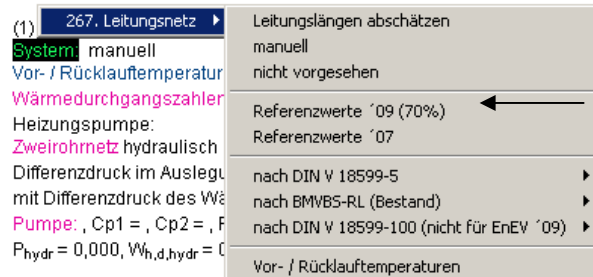 267. Leitungsnetz
(1)
System: manuell
Vor- / Rücklauftemperatur
Wärmedurchgangszahlen
Heizungspumpe:
Zweirohrnetz hydraulisch
Differenzdruck im Auslegu
mit Differenzdruck des Wä
Pumpe: , Cp1 = , Cp2 = ,
Phydr = 0,000, Wh,d,hydr = 0
Leitungslängen abschätzen
manuell
nicht vorgesehen
Referenzwerte ´09 (70%)
Referenzwerte ´07
nach DIN V 18599-5
nach BMVBS-RL (Bestand)
nach DIN V 18599-100 (nicht für EnEV ´09)
Vor- / Rücklauftemperaturen